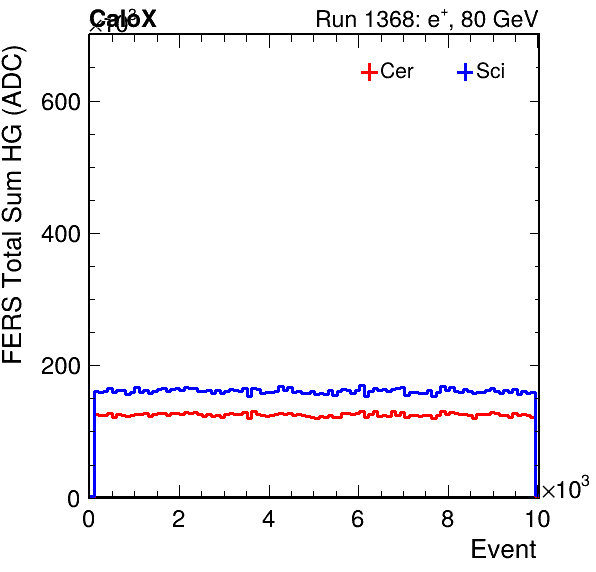 CaloX
×10³
Run 1368: e⁺, 80 GeV
Cer
Sci
FERS Total Sum HG (ADC)
600
400
200
0
0 2 4 6 8 10
×10³
Event